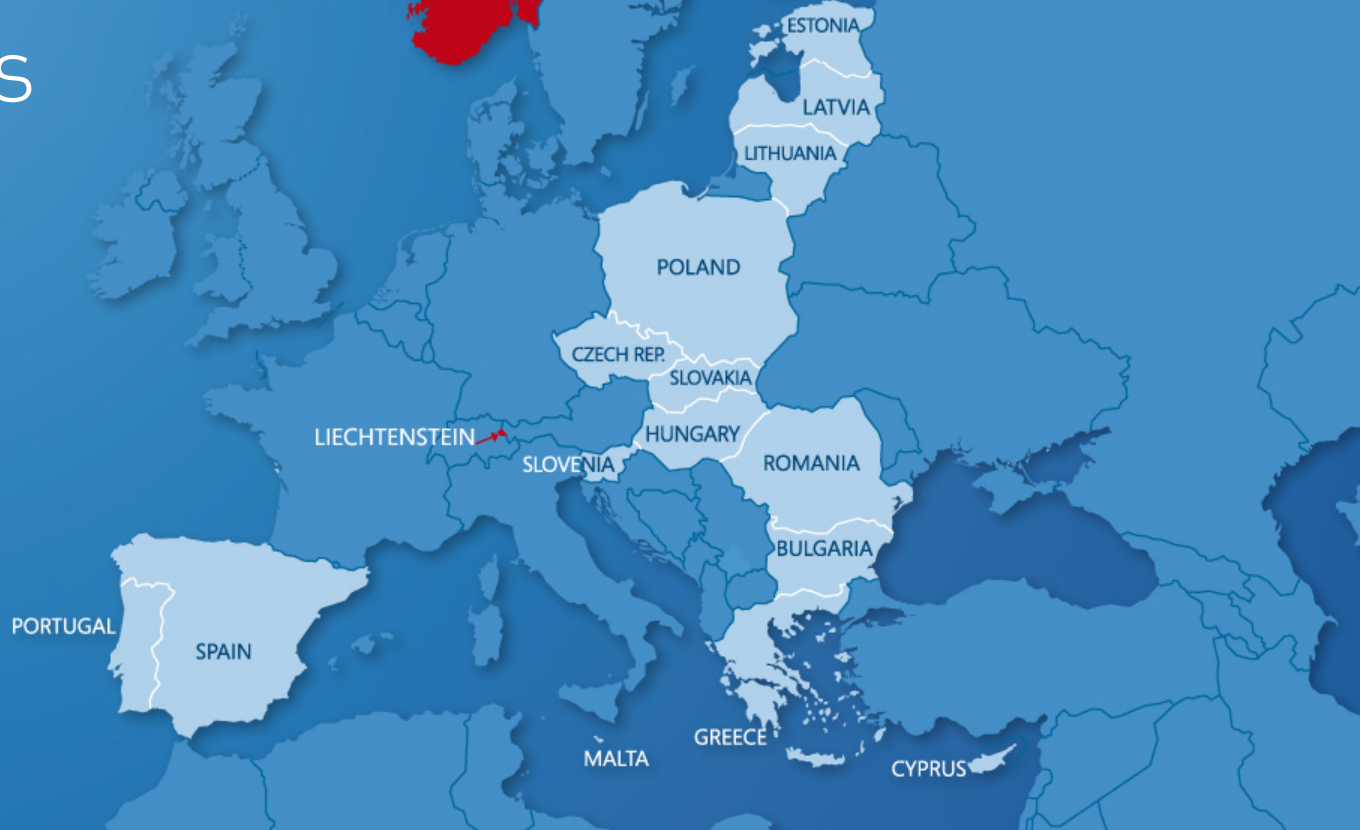 S
ESTONIA
LATVIA
LITHUANIA
POLAND
CZECH REP.
SLOVAKIA
LIECHTENSTEIN
HUNGARY
SLOVENIA
ROMANIA
BULGARIA
PORTUGAL
SPAIN
GREECE
MALTA
CYPRUS